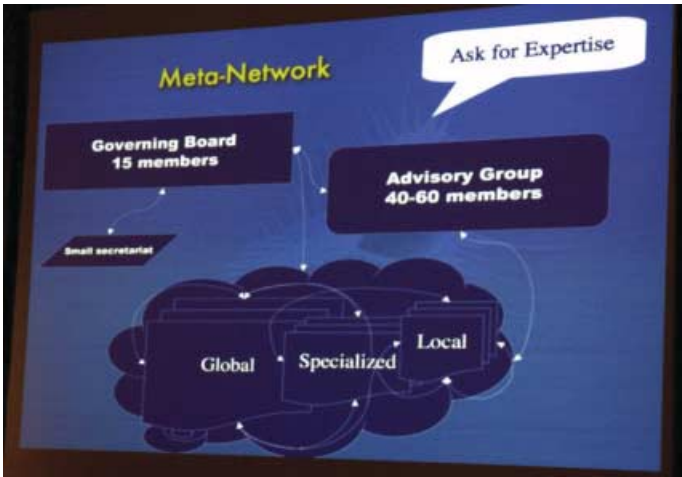 Ask for Expertise
Meta-Network
Governing Board
15 members
Advisory Group
40-60 members
Small secretariat
Global
Specialized
Local